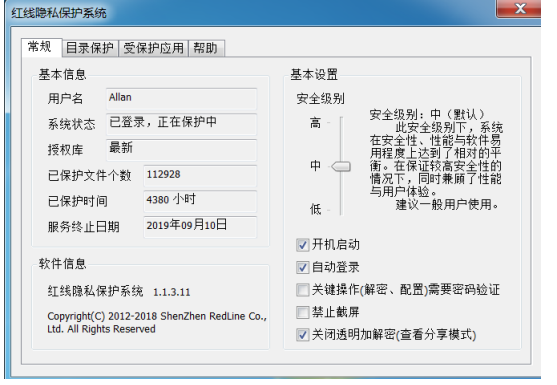 红线隐私保护系统
常规 目录保护 受保护应用 帮助
基本信息
用户名 Allan
系统状态 已登录，正在保护中
授权库 最新
已保护文件个数 112928
已保护时间 4380 小时
服务终止日期 2019年09月10日
软件信息
红线隐私保护系统 1.1.3.11
Copyright(C) 2012-2018 ShenZhen RedLine Co.,
Ltd. All Rights Reserved
基本设置
安全级别
高
中
低
安全级别：中（默认）
此安全级别下，系统
在安全性、性能与软件易
用程度上达到了相对的平
衡。在保证较高安全性的
情况下，同时兼顾了性能
与用户体验。
建议一般用户使用。
开机启动
自动登录
关键操作(解密、配置)需要密码验证
禁止截屏
关闭透明加解密(查看分享模式)